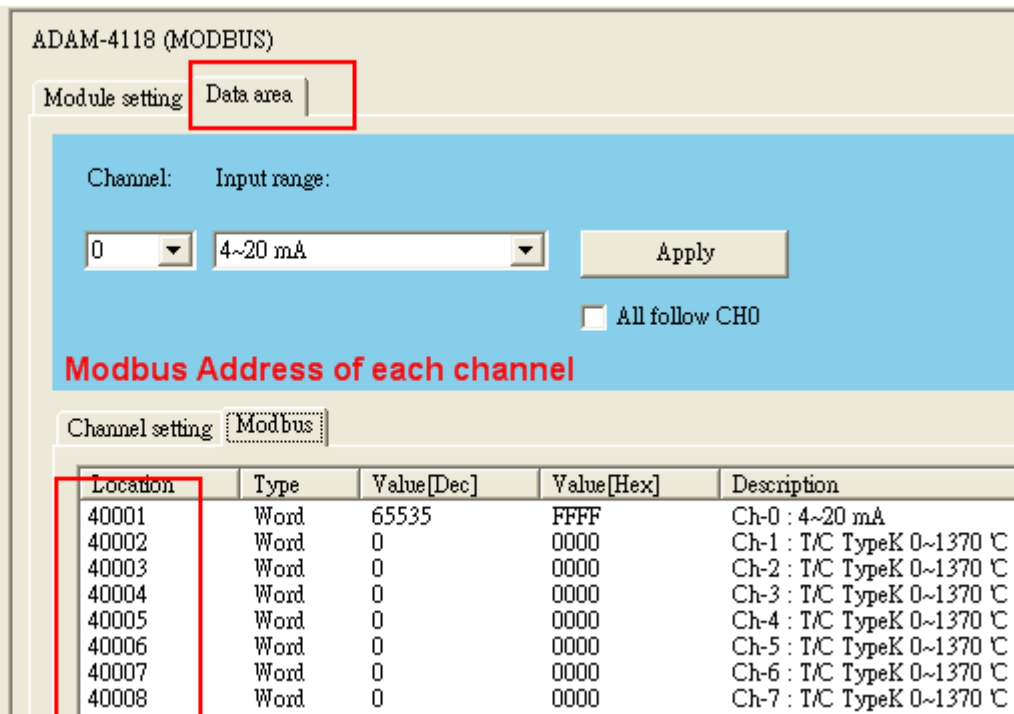 ADAM-4118 (MODBUS)
Module setting Data area
Channel: Input range:
0 4~20 mA Apply
All follow CH0
Modbus Address of each channel
Channel setting Modbus
Location Type Value[Dec] Value[Hex] Description
40001 Word 65535 FFFF Ch-0 : 4~20 mA
40002 Word 0 0000 Ch-1 : T/C TypeK 0~1370 ℃
40003 Word 0 0000 Ch-2 : T/C TypeK 0~1370 ℃
40004 Word 0 0000 Ch-3 : T/C TypeK 0~1370 ℃
40005 Word 0 0000 Ch-4 : T/C TypeK 0~1370 ℃
40006 Word 0 0000 Ch-5 : T/C TypeK 0~1370 ℃
40007 Word 0 0000 Ch-6 : T/C TypeK 0~1370 ℃
40008 Word 0 0000 Ch-7 : T/C TypeK 0~1370 ℃